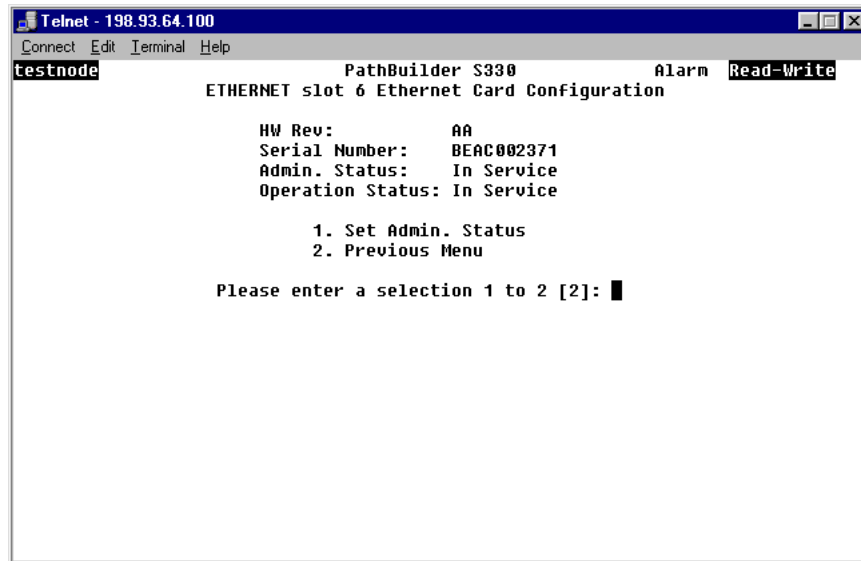 Telnet - 198.93.64.100
Connect Edit Terminal Help
testnode PathBuilder S330 Alarm Read-Write
ETHERNET slot 6 Ethernet Card Configuration
HW Rev: AA
Serial Number: BEAC002371
Admin. Status: In Service
Operation Status: In Service
1. Set Admin. Status
2. Previous Menu
Please enter a selection 1 to 2 [2]: